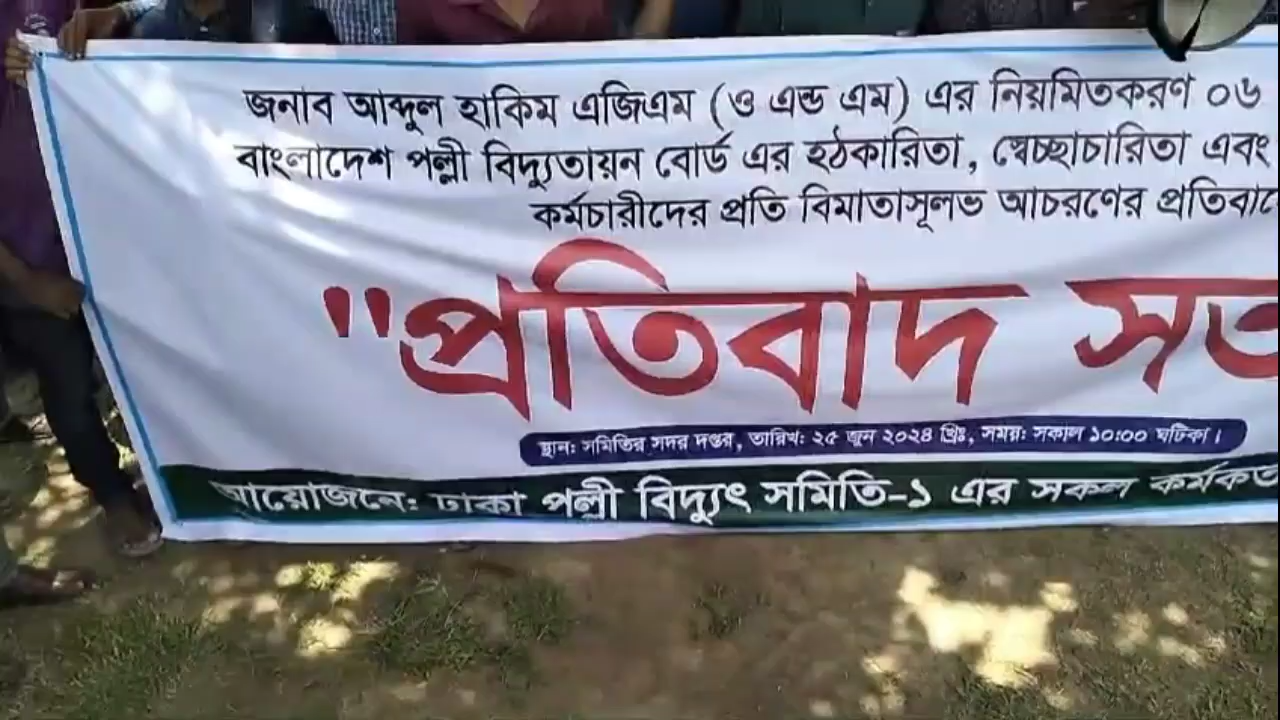 জনাব আব্দুল হাকিম এজিএম (ও এন্ড এম) এর নিয়মিতকরণ ০৬
বাংলাদেশ পল্লী বিদ্যুতায়ন বোর্ড এর হঠকারিতা, স্বেচ্ছাচারিতা এবং
কর্মচারীদের প্রতি বিমাতাসূলভ আচরণের
"প্রতিবাদ
স্থান: সমিতির সদর দপ্তর, তারিখ: ২৫ জুন ২০২৪ খ্রিঃ, সময়: সকাল ১০:০০ ঘটিকা।
আয়োজনে: ঢাকা পল্লী বিদ্যুৎ সমিতি-১ এর সকল